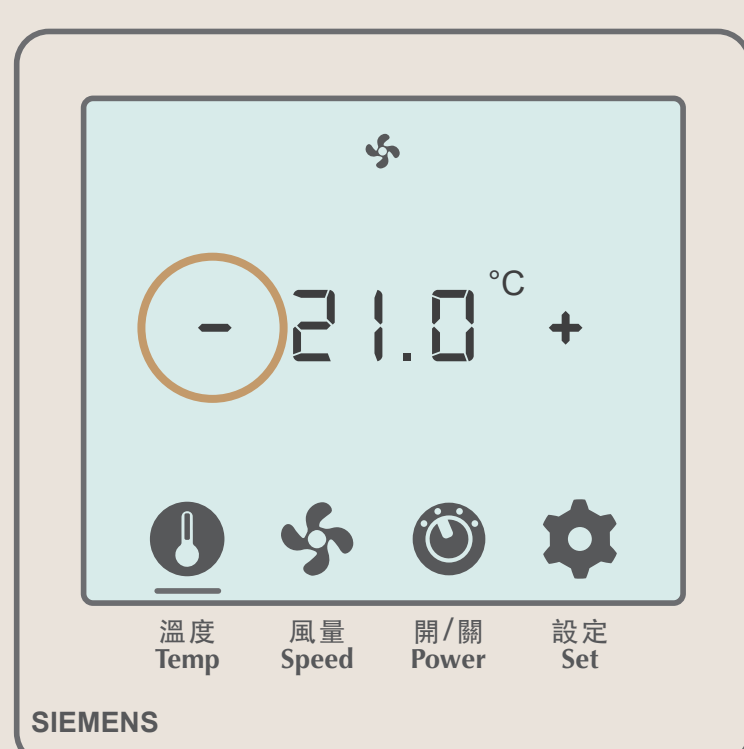 - 21.0 °C +
溫度 風量 開/關 設定
Temp Speed Power Set
SIEMENS